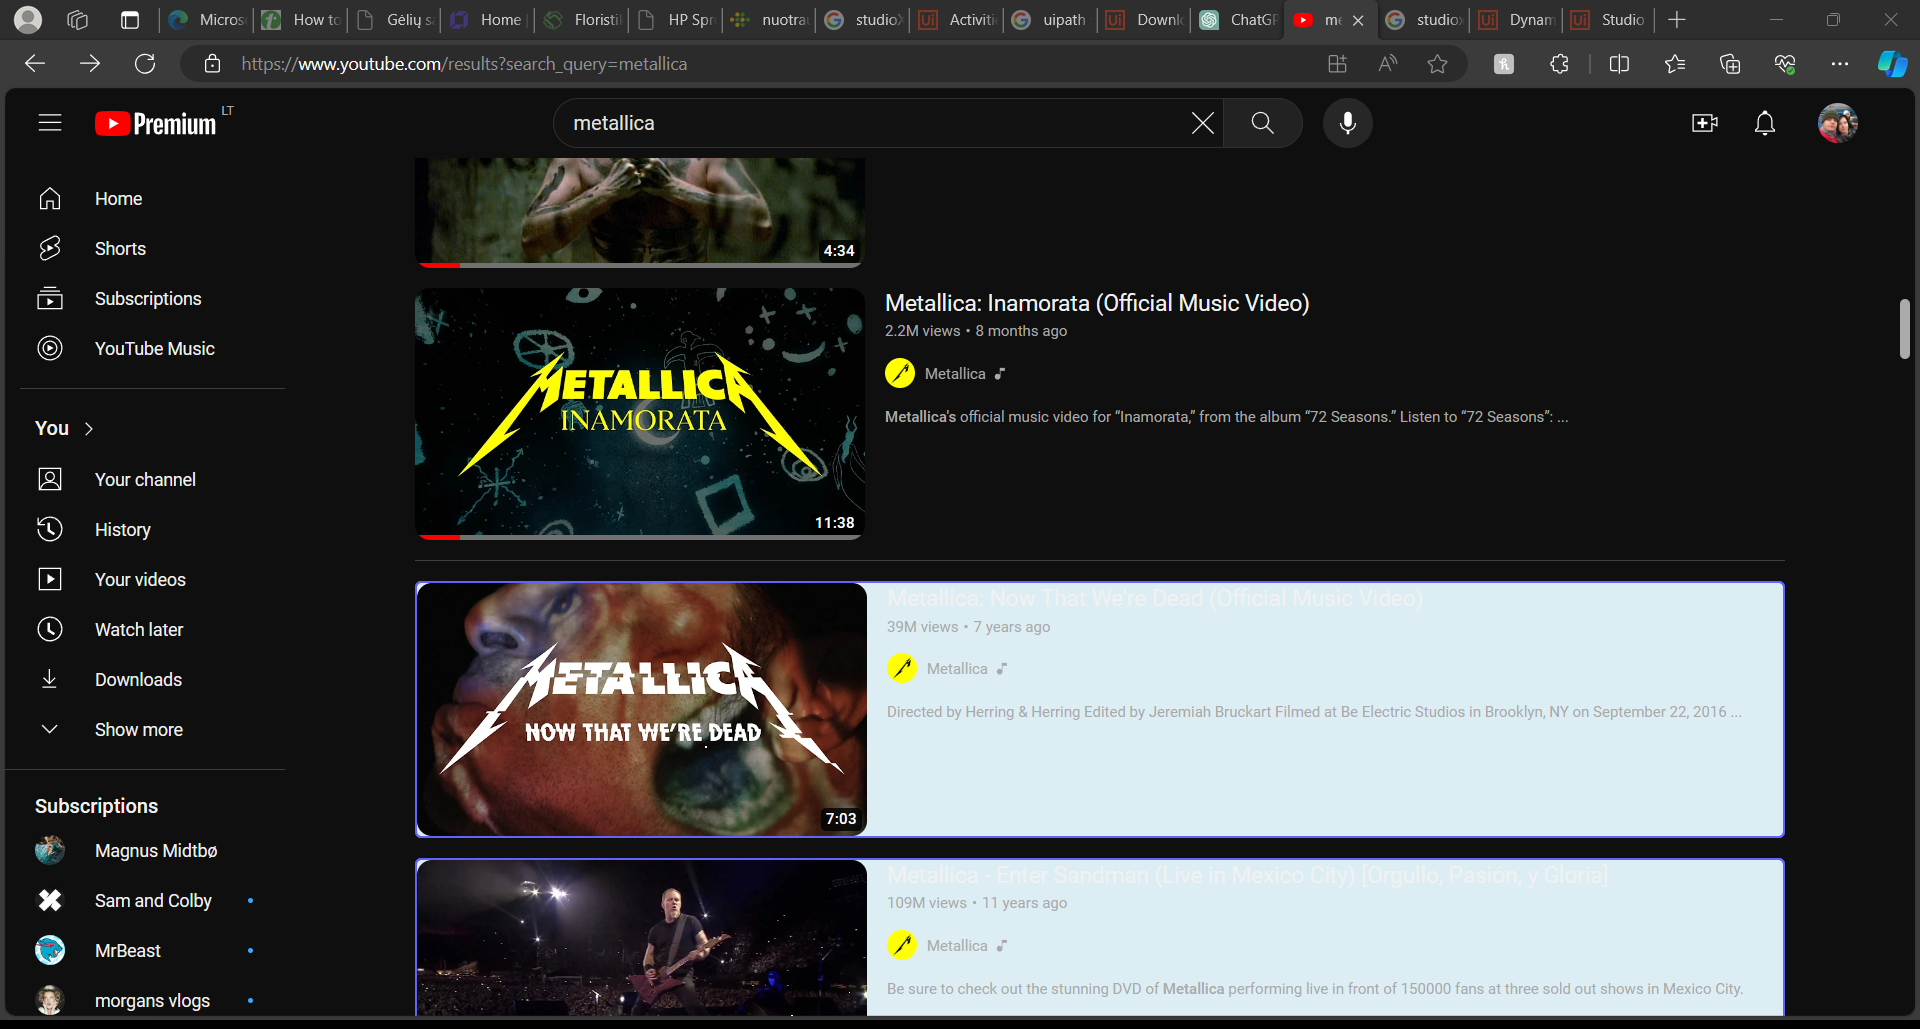 Micros
How to
Gėlių s
Home
Floristi
HP Spr
nuotra
studio
Activiti
uipath
Downl
ChatGP
me
studio
Dynam
Studio
https://www.youtube.com/results?search_query=metallica
Premium LT
metallica
Home
Shorts
Subscriptions
YouTube Music
You
Your channel
History
Your videos
Watch later
Downloads
Show more
Subscriptions
Magnus Midtbø
Sam and Colby
MrBeast
morgans vlogs
4:34
METALLICA
INAMORATA
11:38
Metallica: Inamorata (Official Music Video)
2.2M views • 8 months ago
Metallica
Metallica's official music video for “Inamorata,” from the album “72 Seasons.” Listen to “72 Seasons”: ...
METALLICA
NOW THAT WE'RE DEAD
7:03
Metallica: Now That We're Dead (Official Music Video)
39M views • 7 years ago
Metallica
Directed by Herring & Herring Edited by Jeremiah Bruckart Filmed at Be Electric Studios in Brooklyn, NY on September 22, 2016 ...
Metallica - Enter Sandman (Live in Mexico City) [Orgullo, Pasión, y Gloria]
109M views • 11 years ago
Metallica
Be sure to check out the stunning DVD of Metallica performing live in front of 150000 fans at three sold out shows in Mexico City.